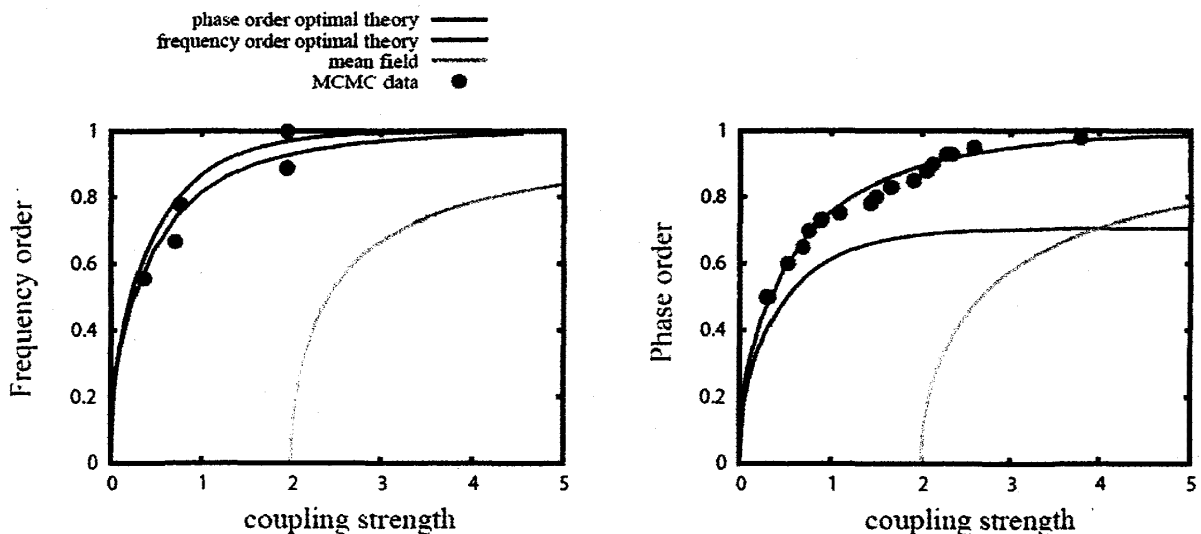 phase order optimal theory
frequency order optimal theory
mean field
MCMC data
Frequency order
1
0.8
0.6
0.4
0.2
0
0 1 2 3 4 5
coupling strength
Phase order
1
0.8
0.6
0.4
0.2
0
0 1 2 3 4 5
coupling strength